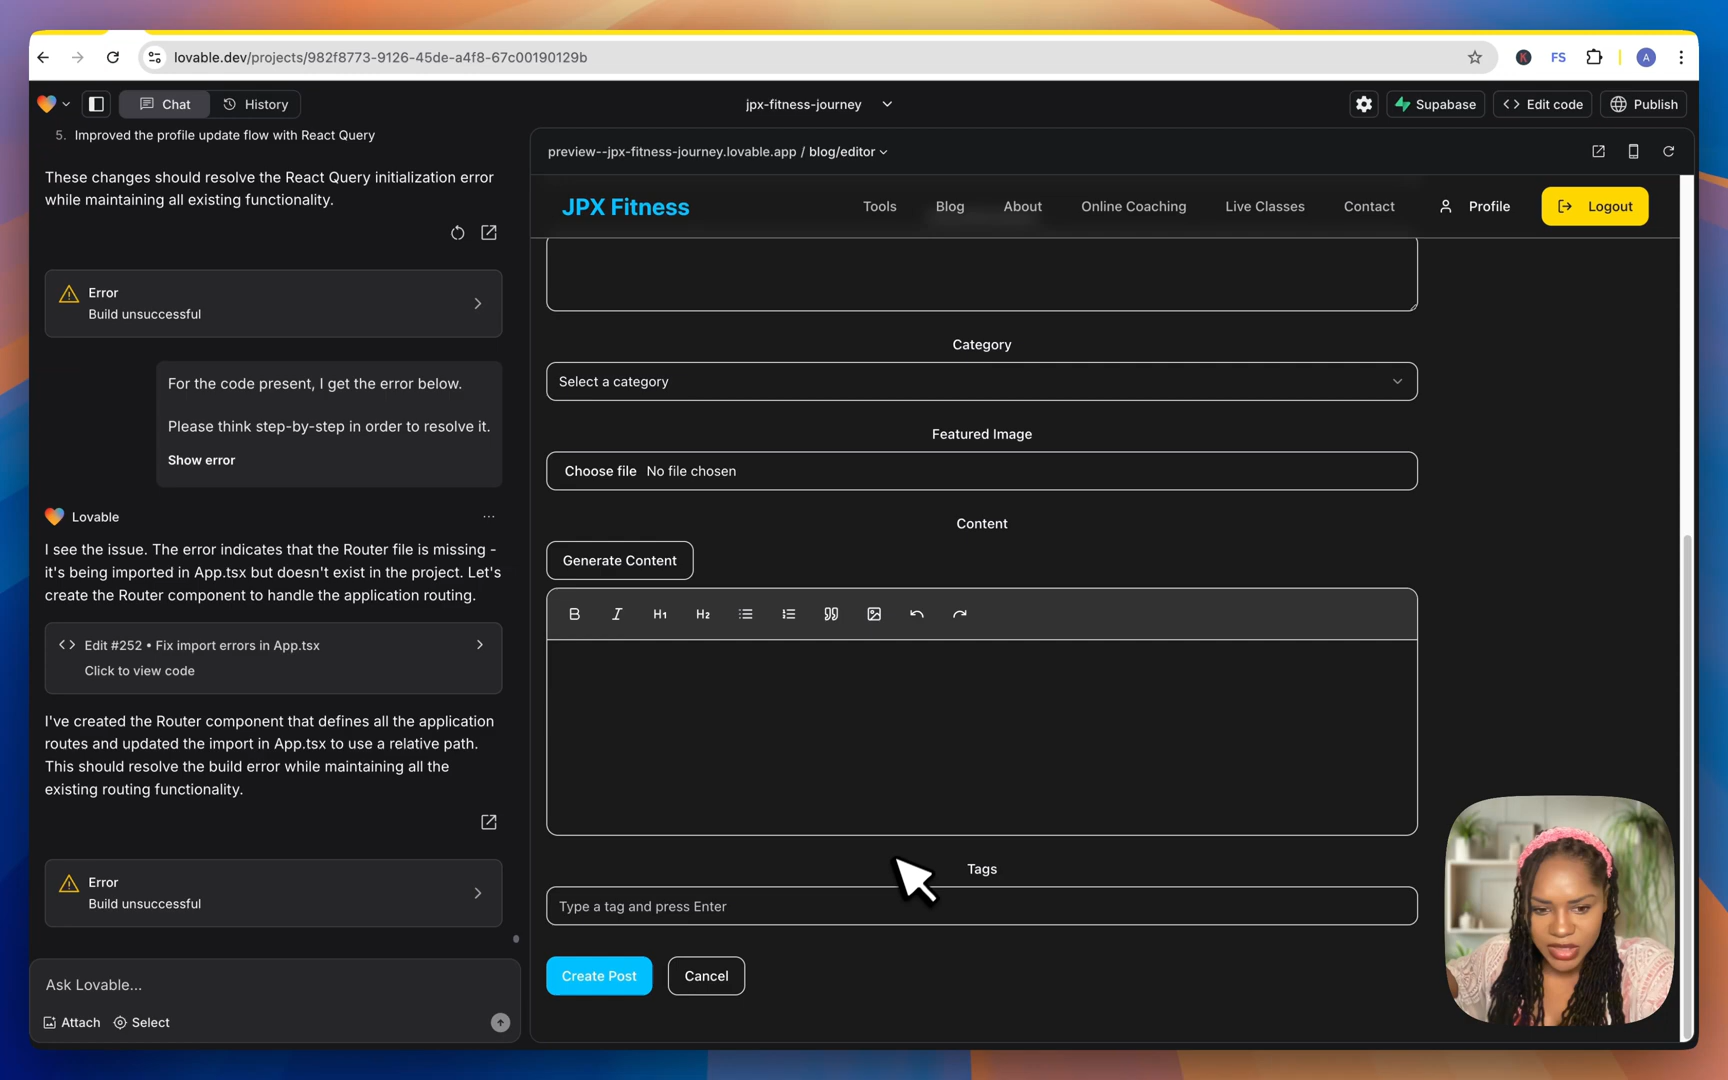 lovable.dev/projects/982f8773-9126-45de-a4f8-67c00190129b
K
FS
A
Chat
History
jpx-fitness-journey
Supabase
Edit code
Publish
5. Improved the profile update flow with React Query
These changes should resolve the React Query initialization error
while maintaining all existing functionality.
Error
Build unsuccessful
For the code present, I get the error below.
Please think step-by-step in order to resolve it.
Show error
Lovable
I see the issue. The error indicates that the Router file is missing -
it's being imported in App.tsx but doesn't exist in the project. Let's
create the Router component to handle the application routing.
Edit #252 • Fix import errors in App.tsx
Click to view code
I've created the Router component that defines all the application
routes and updated the import in App.tsx to use a relative path.
This should resolve the build error while maintaining all the
existing routing functionality.
Error
Build unsuccessful
Ask Lovable...
Attach
Select
preview--jpx-fitness-journey.lovable.app / blog/editor
JPX Fitness
Tools
Blog
About
Online Coaching
Live Classes
Contact
Profile
Logout
Category
Select a category
Featured Image
Choose file No file chosen
Content
Generate Content
B I H1 H2
Tags
Type a tag and press Enter
Create Post
Cancel